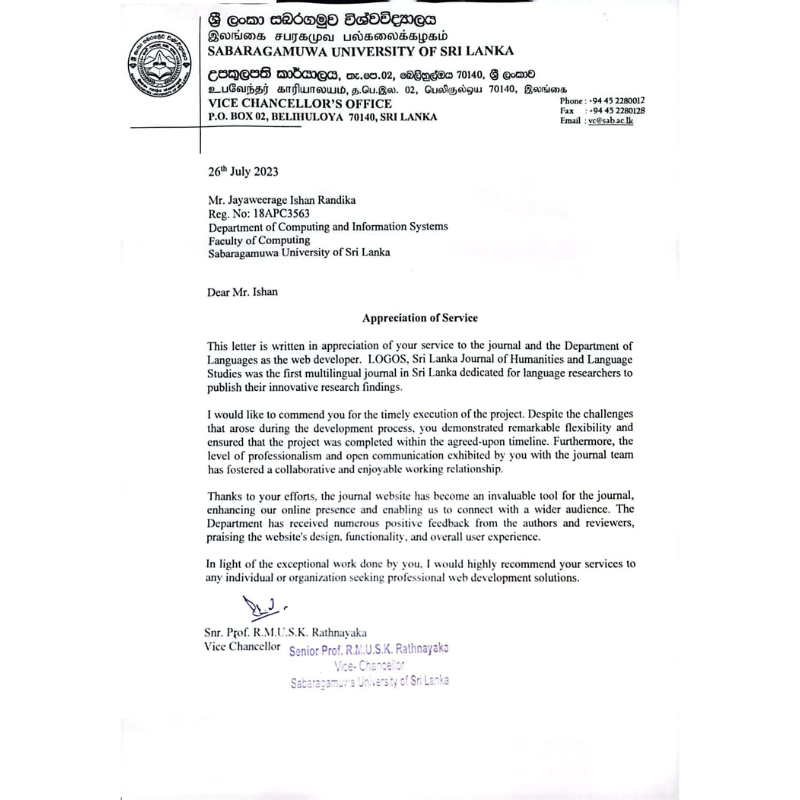 ශ්‍රී ලංකා සබරගමුව විශ්වවිද්‍යාලය
இலங்கை சபரகமுவ பல்கலைக்கழகம்
SABARAGAMUWA UNIVERSITY OF SRI LANKA
උපකුලපති කාර්යාලය, තැ.පෙ.02, බෙලිහුල්ඔය 70140, ශ්‍රී ලංකාව
உபவேந்தர் காரியாலயம், த.பெ.இல. 02, பெலிகுல்ஒய 70140, இலங்கை
VICE CHANCELLOR'S OFFICE
P.O. BOX 02, BELIHULOYA 70140, SRI LANKA
Phone : +94 45 2280012
Fax : +94 45 2280128
Email : vc@sab.ac.lk
26th July 2023
Mr. Jayaweerage Ishan Randika
Reg. No: 18APC3563
Department of Computing and Information Systems
Faculty of Computing
Sabaragamuwa University of Sri Lanka
Dear Mr. Ishan
Appreciation of Service
This letter is written in appreciation of your service to the journal and the Department of
Languages as the web developer. LOGOS, Sri Lanka Journal of Humanities and Language
Studies was the first multilingual journal in Sri Lanka dedicated for language researchers to
publish their innovative research findings.
I would like to commend you for the timely execution of the project. Despite the challenges
that arose during the development process, you demonstrated remarkable flexibility and
ensured that the project was completed within the agreed-upon timeline. Furthermore, the
level of professionalism and open communication exhibited by you with the journal team
has fostered a collaborative and enjoyable working relationship.
Thanks to your efforts, the journal website has become an invaluable tool for the journal,
enhancing our online presence and enabling us to connect with a wider audience. The
Department has received numerous positive feedback from the authors and reviewers,
praising the website's design, functionality, and overall user experience.
In light of the exceptional work done by you, I would highly recommend your services to
any individual or organization seeking professional web development solutions.
Snr. Prof. R.M.U.S.K. Rathnayaka
Vice Chancellor
Senior Prof. R.M.U.S.K. Rathnayaka
Vice- Chancellor
Sabaragamuwa University of Sri Lanka